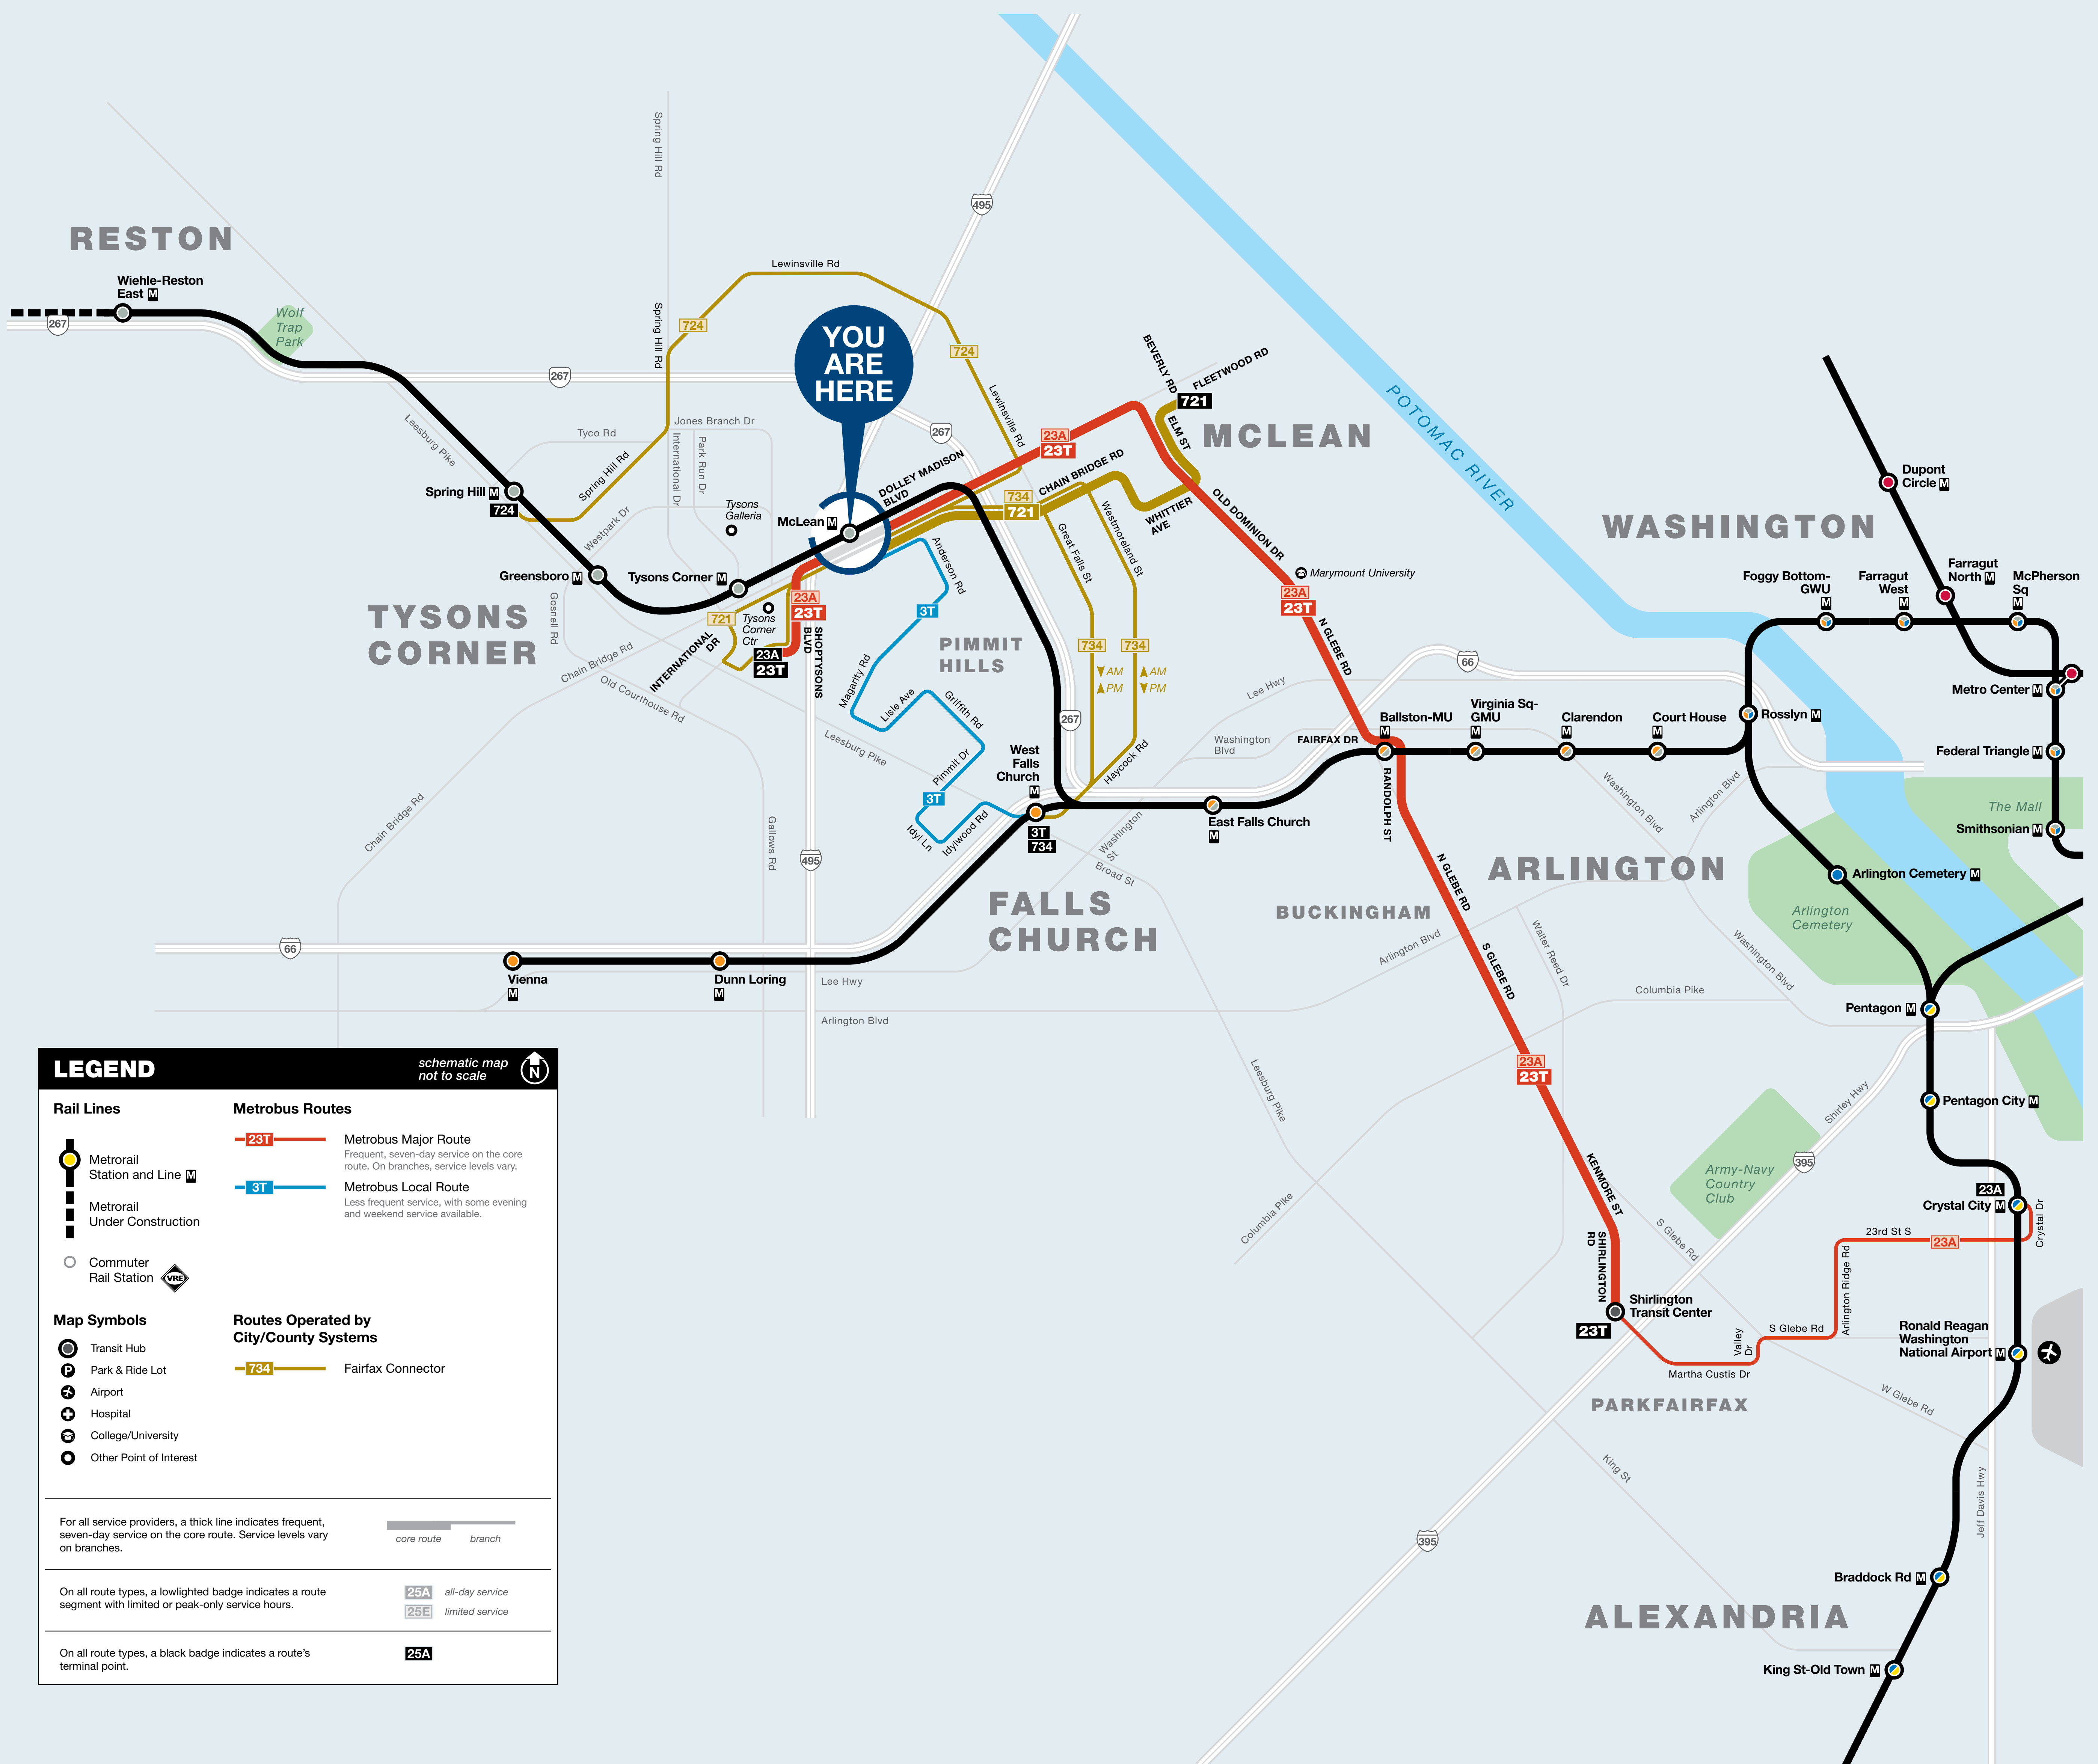 RESTON
Wiehle-Reston
East M
267
Wolf
Trap
Park
Leesburg Pike
267
Spring Hill Rd
Spring Hill Rd
Lewinsville Rd
724
724
Lewinsville Rd
495
YOU
ARE
HERE
267
Tyco Rd
Jones Branch Dr
International Dr
Park Run Dr
Spring Hill Rd
Spring Hill M
724
Westpark Dr
Tysons
Galleria
McLean M
Greensboro M
Tysons Corner M
Gosnell Rd
TYSONS
CORNER
721
Tysons
Corner
Ctr
INTERNATIONAL
DR
23A
23T
23A
23T
SHOPTYSONS
BLVD
Chain Bridge Rd
Old Courthouse Rd
Chain Bridge Rd
Leesburg Pike
Gallows Rd
495
DOLLEY MADISON
BLVD
23A
23T
734
721
CHAIN BRIDGE RD
BEVERLY RD
FLEETWOOD RD
721
ELM ST
MCLEAN
WHITTIER
AVE
OLD DOMINION DR
Anderson Rd
3T
Magarity Rd
Lisle Ave
Griffith Rd
Pimmit Dr
3T
Idyl Ln
Idylwood Rd
PIMMIT
HILLS
Great Falls St
Westmoreland St
734
734
AM
PM
AM
PM
267
Haycock Rd
West
Falls
Church
M
3T
734
Washington
St
Broad St
FALLS
CHURCH
East Falls Church
M
Washington
Blvd
Lee Hwy
66
Marymount University
23A
23T
N GLEBE RD
FAIRFAX DR
Ballston-MU
M
Virginia Sq-
GMU
M
Clarendon
M
Court House
M
Rosslyn M
RANDOLPH ST
POTOMAC RIVER
WASHINGTON
Dupont
Circle M
Farragut
North M
Foggy Bottom-
GWU
M
Farragut
West
M
McPherson
Sq
M
Metro Center M
Federal Triangle M
The Mall
Smithsonian M
Washington Blvd
Arlington Blvd
ARLINGTON
Arlington Cemetery M
Arlington
Cemetery
BUCKINGHAM
N GLEBE RD
S GLEBE RD
Arlington Blvd
Walter Reed Dr
Washington Blvd
Columbia Pike
Pentagon M
Pentagon City M
66
Vienna
M
Dunn Loring
M
Lee Hwy
Arlington Blvd
Leesburg Pike
Columbia Pike
23A
23T
Shirley Hwy
395
Army-Navy
Country
Club
KENMORE ST
SHIRLINGTON
RD
S Glebe Rd
23A
Crystal City M
Crystal Dr
23rd St S
23A
Arlington Ridge Rd
Shirlington
Transit Center
23T
Valley
Dr
S Glebe Rd
Martha Custis Dr
PARKFAIRFAX
Ronald Reagan
Washington
National Airport M
W Glebe Rd
King St
Jeff Davis Hwy
395
Braddock Rd M
ALEXANDRIA
King St-Old Town M
LEGEND
schematic map
not to scale
N
Rail Lines
Metrorail
Station and Line M
Metrorail
Under Construction
Commuter
Rail Station VRE
Metrobus Routes
23T
Metrobus Major Route
Frequent, seven-day service on the core
route. On branches, service levels vary.
3T
Metrobus Local Route
Less frequent service, with some evening
and weekend service available.
Map Symbols
Transit Hub
P Park & Ride Lot
Airport
Hospital
College/University
Other Point of Interest
Routes Operated by
City/County Systems
734 Fairfax Connector
For all service providers, a thick line indicates frequent,
seven-day service on the core route. Service levels vary
on branches.
core route branch
On all route types, a lowlighted badge indicates a route
segment with limited or peak-only service hours.
25A all-day service
25E limited service
On all route types, a black badge indicates a route's
terminal point.
25A